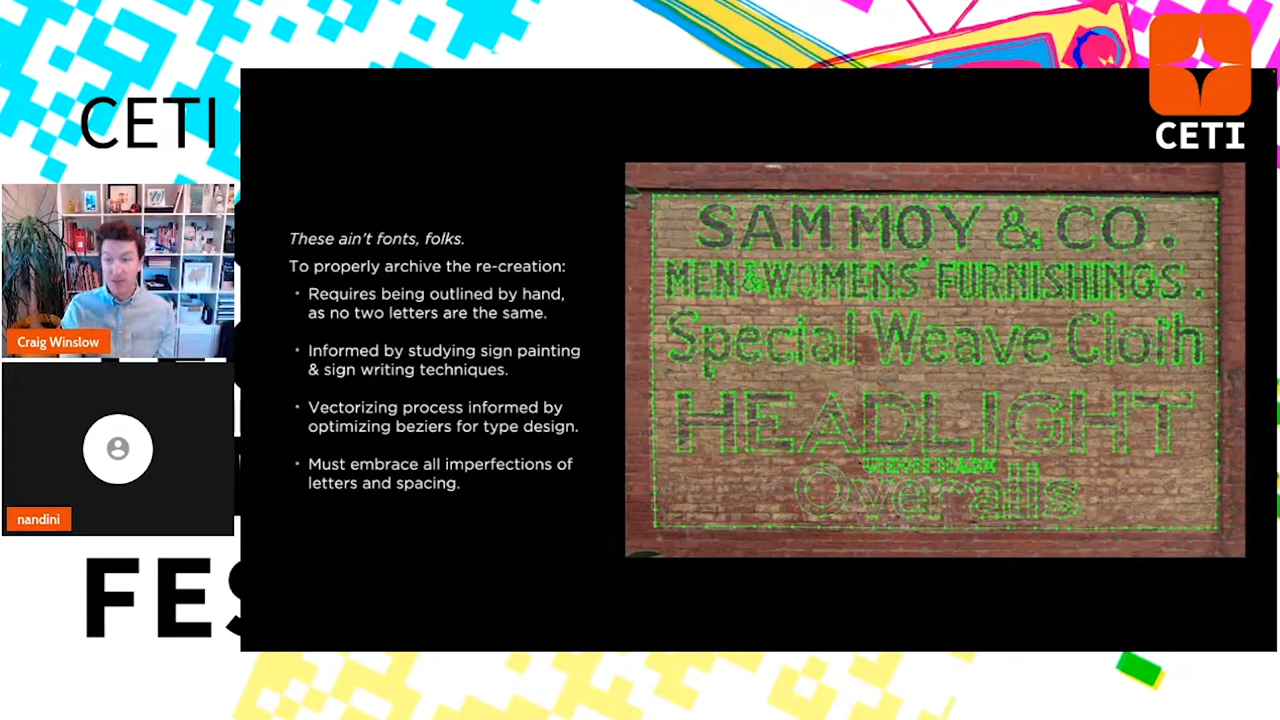 CETI
CETI
Craig Winslow
nandini
FES
These ain't fonts, folks.
To properly archive the re-creation:
• Requires being outlined by hand,
as no two letters are the same.
• Informed by studying sign painting
& sign writing techniques.
• Vectorizing process informed by
optimizing beziers for type design.
• Must embrace all imperfections of
letters and spacing.
SAM MOY & CO.
MEN & WOMENS' FURNISHINGS.
Special Weave Cloth
HEADLIGHT
UNION MADE
Overalls